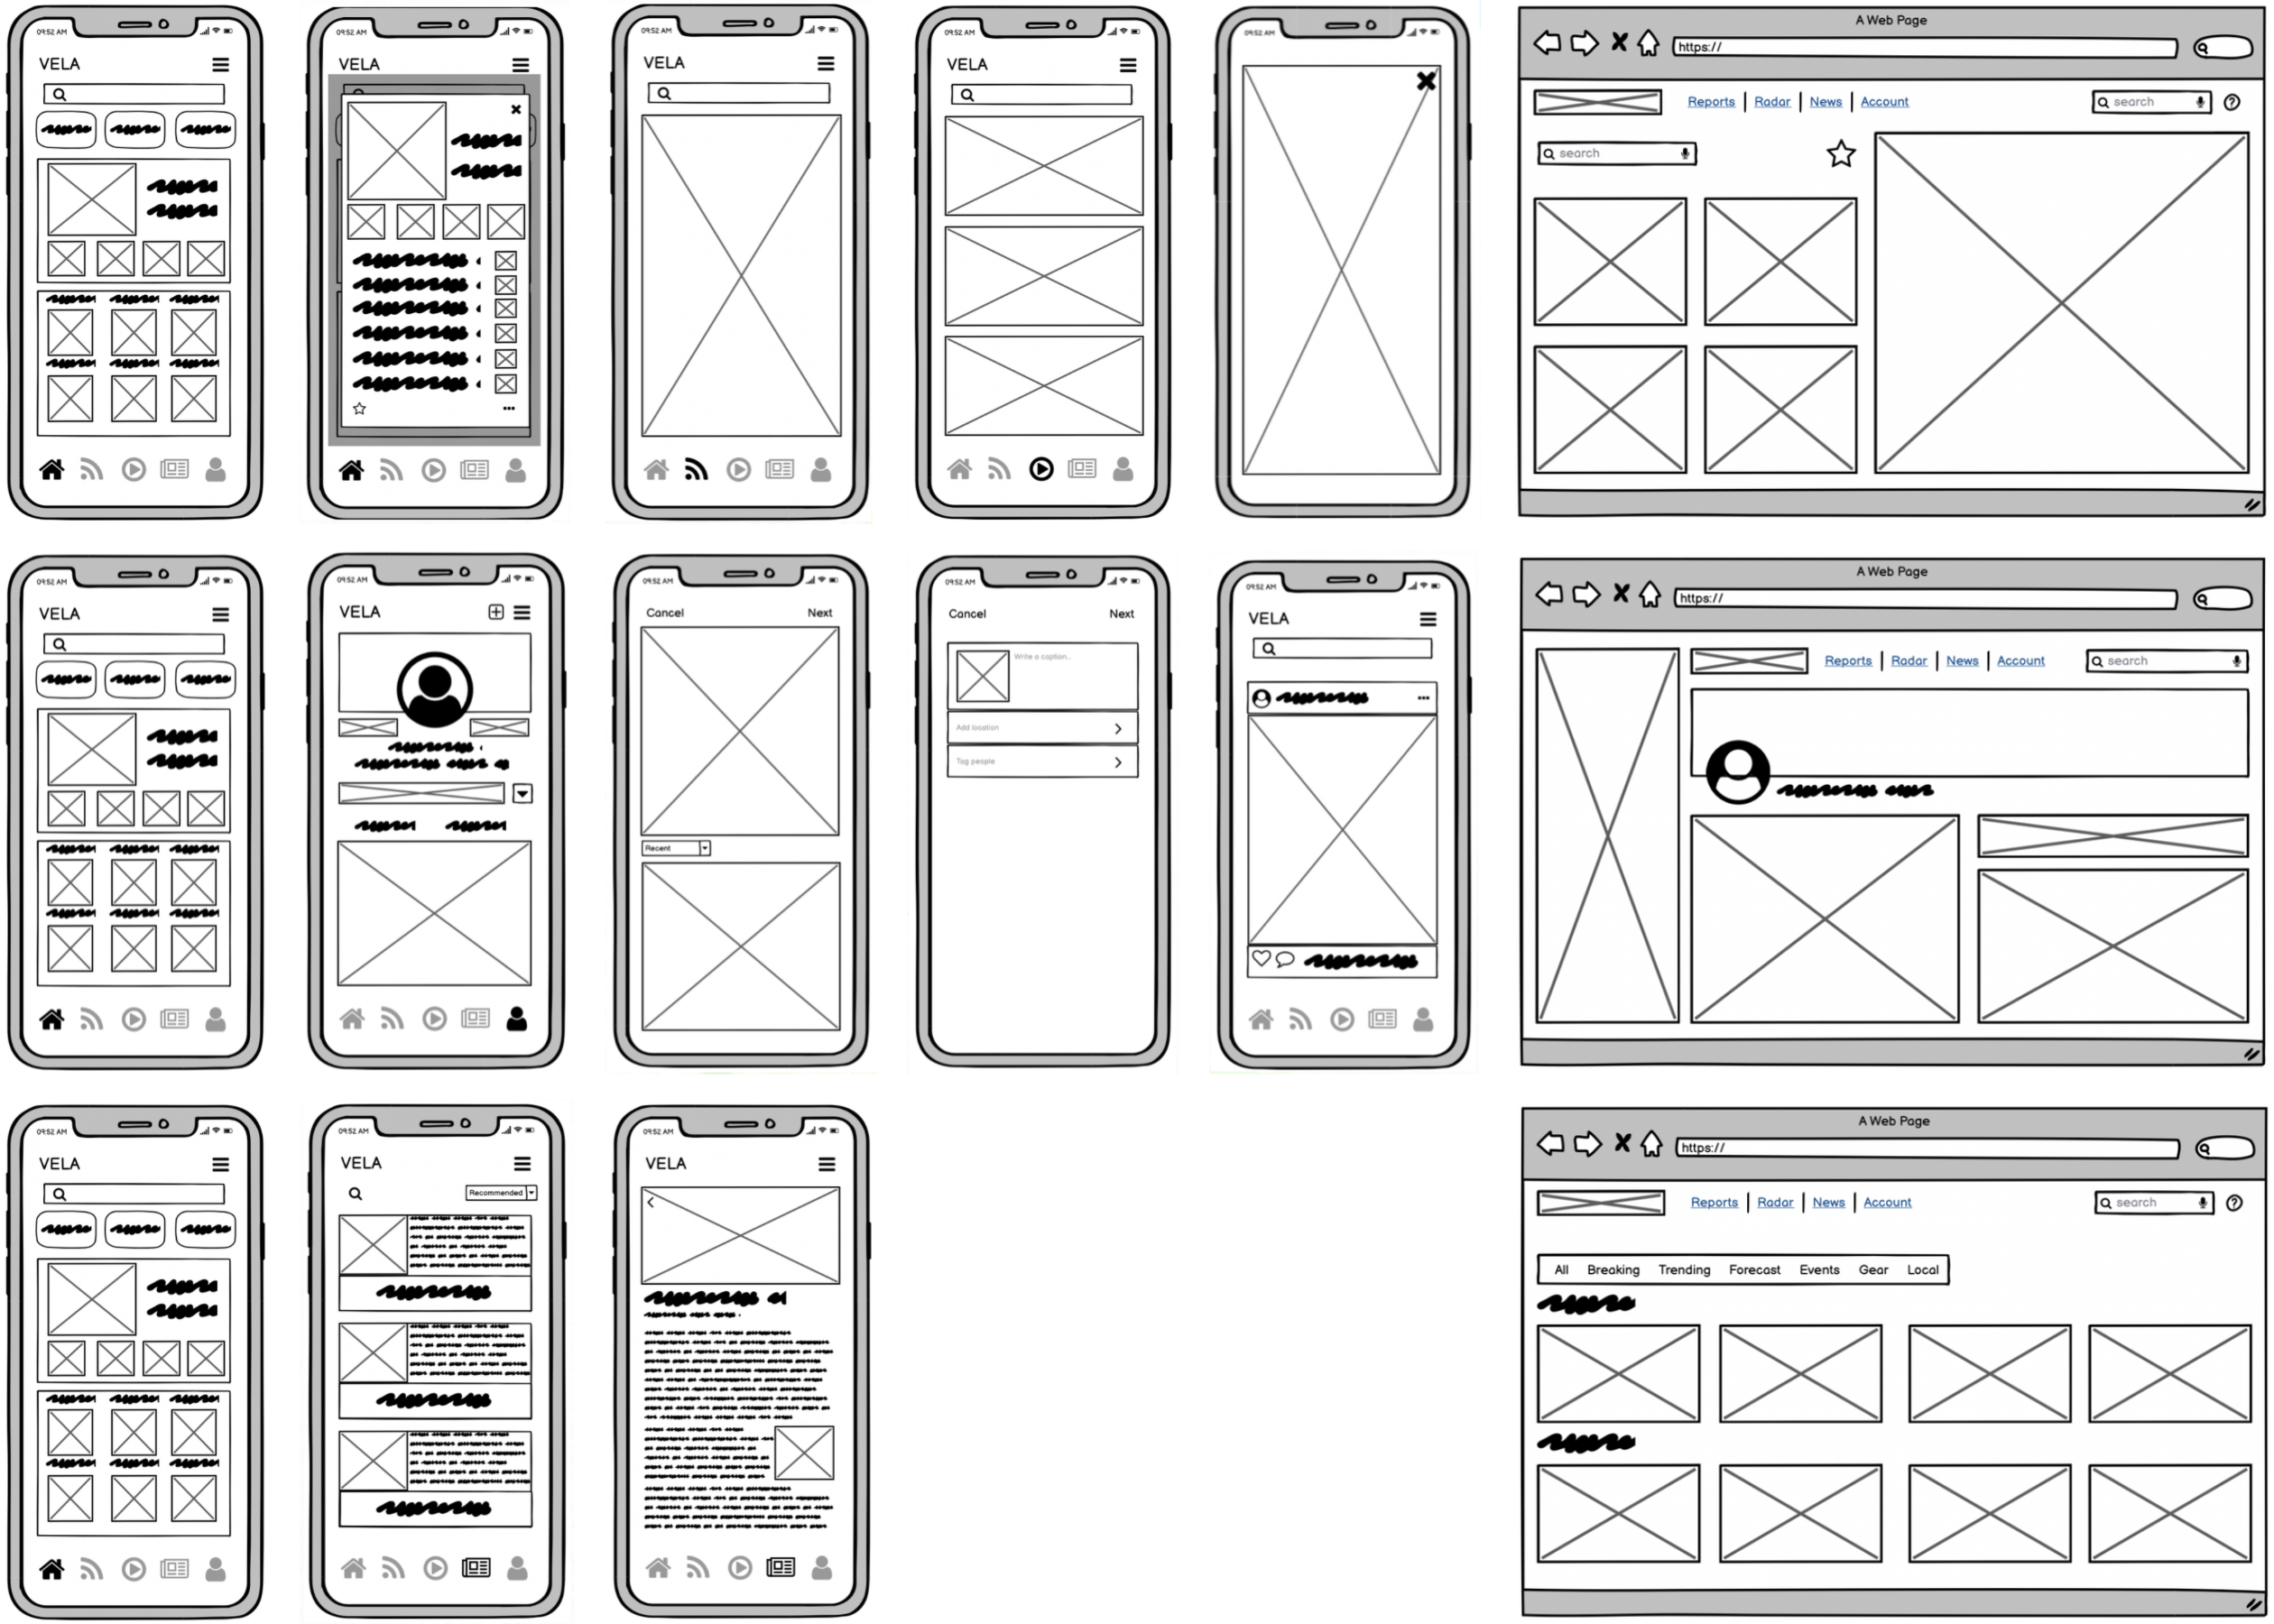 09:52 AM
VELA
09:52 AM
VELA
09:52 AM
VELA
09:52 AM
VELA
09:52 AM
A Web Page
https://
Reports | Radar | News | Account
search
search
09:52 AM
VELA
09:52 AM
VELA
09:52 AM
Cancel Next
Recent
09:52 AM
Cancel Next
Write a caption...
Add location
Tag people
09:52 AM
VELA
A Web Page
https://
Reports | Radar | News | Account
search
09:52 AM
VELA
09:52 AM
VELA
Recommended
09:52 AM
VELA
A Web Page
https://
Reports | Radar | News | Account
search
All Breaking Trending Forecast Events Gear Local